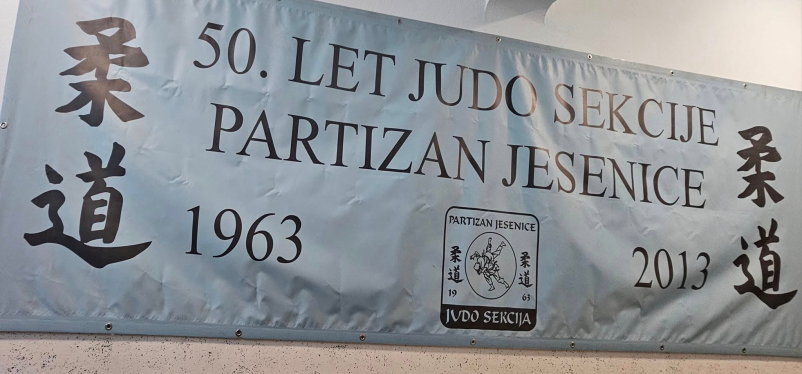 柔道
50. LET JUDO SEKCIJE
PARTIZAN JESENICE
1963
2013
柔道
PARTIZAN JESENICE
柔道
柔道
19
63
JUDO SEKCIJA